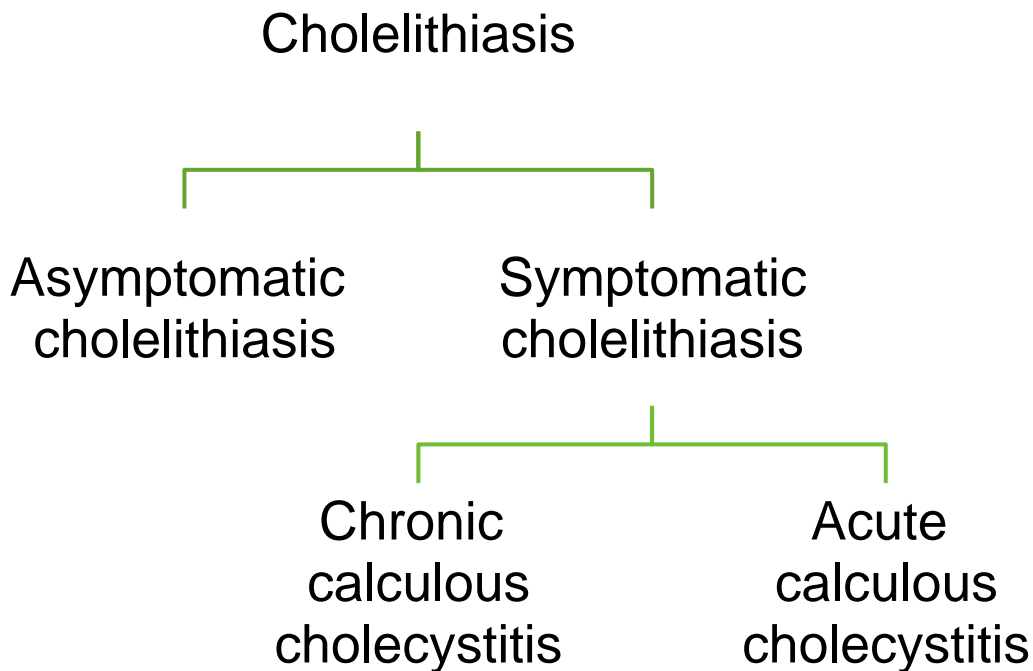 Cholelithiasis
Asymptomatic
cholelithiasis
Symptomatic
cholelithiasis
Chronic
calculous
cholecystitis
Acute
calculous
cholecystitis